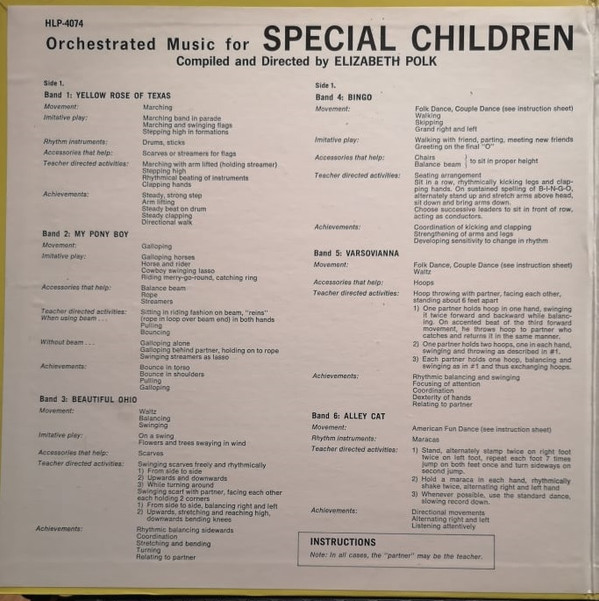 HLP-4074
Orchestrated Music for SPECIAL CHILDREN
Compiled and Directed by ELIZABETH POLK
Side 1.
Band 1: YELLOW ROSE OF TEXAS
Movement: Marching
Imitative play: Marching band in parade
Marching and swinging flags
Stepping high in formations
Rhythm instruments: Drums, sticks
Accessories that help: Scarves or streamers for flags
Teacher directed activities: Marching with arm lifted (holding streamer)
Stepping high
Rhythmical beating of instruments
Clapping hands
Achievements: Steady, strong step
Arm lifting
Steady beat on drum
Steady clapping
Directional walk
Band 2: MY PONY BOY
Movement: Galloping
Imitative play: Galloping horses
Horse and rider
Cowboy swinging lasso
Riding merry-go-round, catching ring
Accessories that help: Balance beam
Rope
Streamers
Teacher directed activities: Sitting in riding fashion on beam, "reins"
When using beam . . . (rope in loop over beam end) in both hands
Pulling
Bouncing
Without beam . . . Galloping alone
Galloping behind partner, holding on to rope
Swinging streamers as lasso
Achievements: Bounce in torso
Bounce in shoulders
Pulling
Galloping
Band 3: BEAUTIFUL OHIO
Movement: Waltz
Balancing
Swinging
Imitative play: On a swing
Flowers and trees swaying in wind
Accessories that help: Scarves
Teacher directed activities: Swinging scarves freely and rhythmically
1) From side to side
2) Upwards and downwards
3) While turning around
Swinging scarf with partner, facing each other
each holding 2 corners
1) From side to side, balancing right and left
2) Upwards, stretching and reaching high,
downwards bending knees
Achievements: Rhythmic balancing sidewards
Coordination
Stretching and bending
Turning
Relating to partner
Side 1.
Band 4: BINGO
Movement: Folk Dance, Couple Dance (see instruction sheet)
Walking
Skipping
Grand right and left
Imitative play: Walking with friend, parting, meeting new friends
Greeting on the final "O"
Accessories that help: Chairs
Balance beam } to sit in proper height
Teacher directed activities: Seating arrangement
Sit in a row, rhythmically kicking legs and clap-
ping hands. On sustained spelling of B-I-N-G-O,
alternately stand up and stretch arms above head,
sit down and bring arms down.
Choose successive leaders to sit in front of row,
acting as conductors.
Achievements: Coordination of kicking and clapping
Strengthening of arms and legs
Developing sensitivity to change in rhythm
Band 5: VARSOVIANNA
Movement: Folk Dance, Couple Dance (see instruction sheet)
Waltz
Accessories that help: Hoops
Teacher directed activities: Hoop throwing with partner, facing each other,
standing about 6 feet apart
1) One partner holds hoop in one hand, swinging
it twice forward and backward while balanc-
ing. On accented beat of the third forward
movement, he throws hoop to partner who
catches and returns it in the same manner.
2) One partner holds two hoops, one in each hand,
swinging and throwing as described in #1.
3) Each partner holds one hoop, balancing and
swinging as in #1 and thus exchanging hoops.
Achievements: Rhythmic balancing and swinging
Focusing of attention
Coordination
Dexterity of hands
Relating to partner
Band 6: ALLEY CAT
Movement: American Fun Dance (see instruction sheet)
Rhythm instruments: Maracas
Teacher directed activities: 1) Stand, alternately stamp twice on right foot
twice on left foot, repeat each foot 7 times
jump on both feet once and turn sideways on
second jump.
2) Hold a maraca in each hand, rhythmically
shake twice, alternating right and left hand
3) Whenever possible, use the standard dance,
slowing record down.
Achievements: Directional movements
Alternating right and left
Listening attentively
INSTRUCTIONS
Note: In all cases, the "partner" may be the teacher.